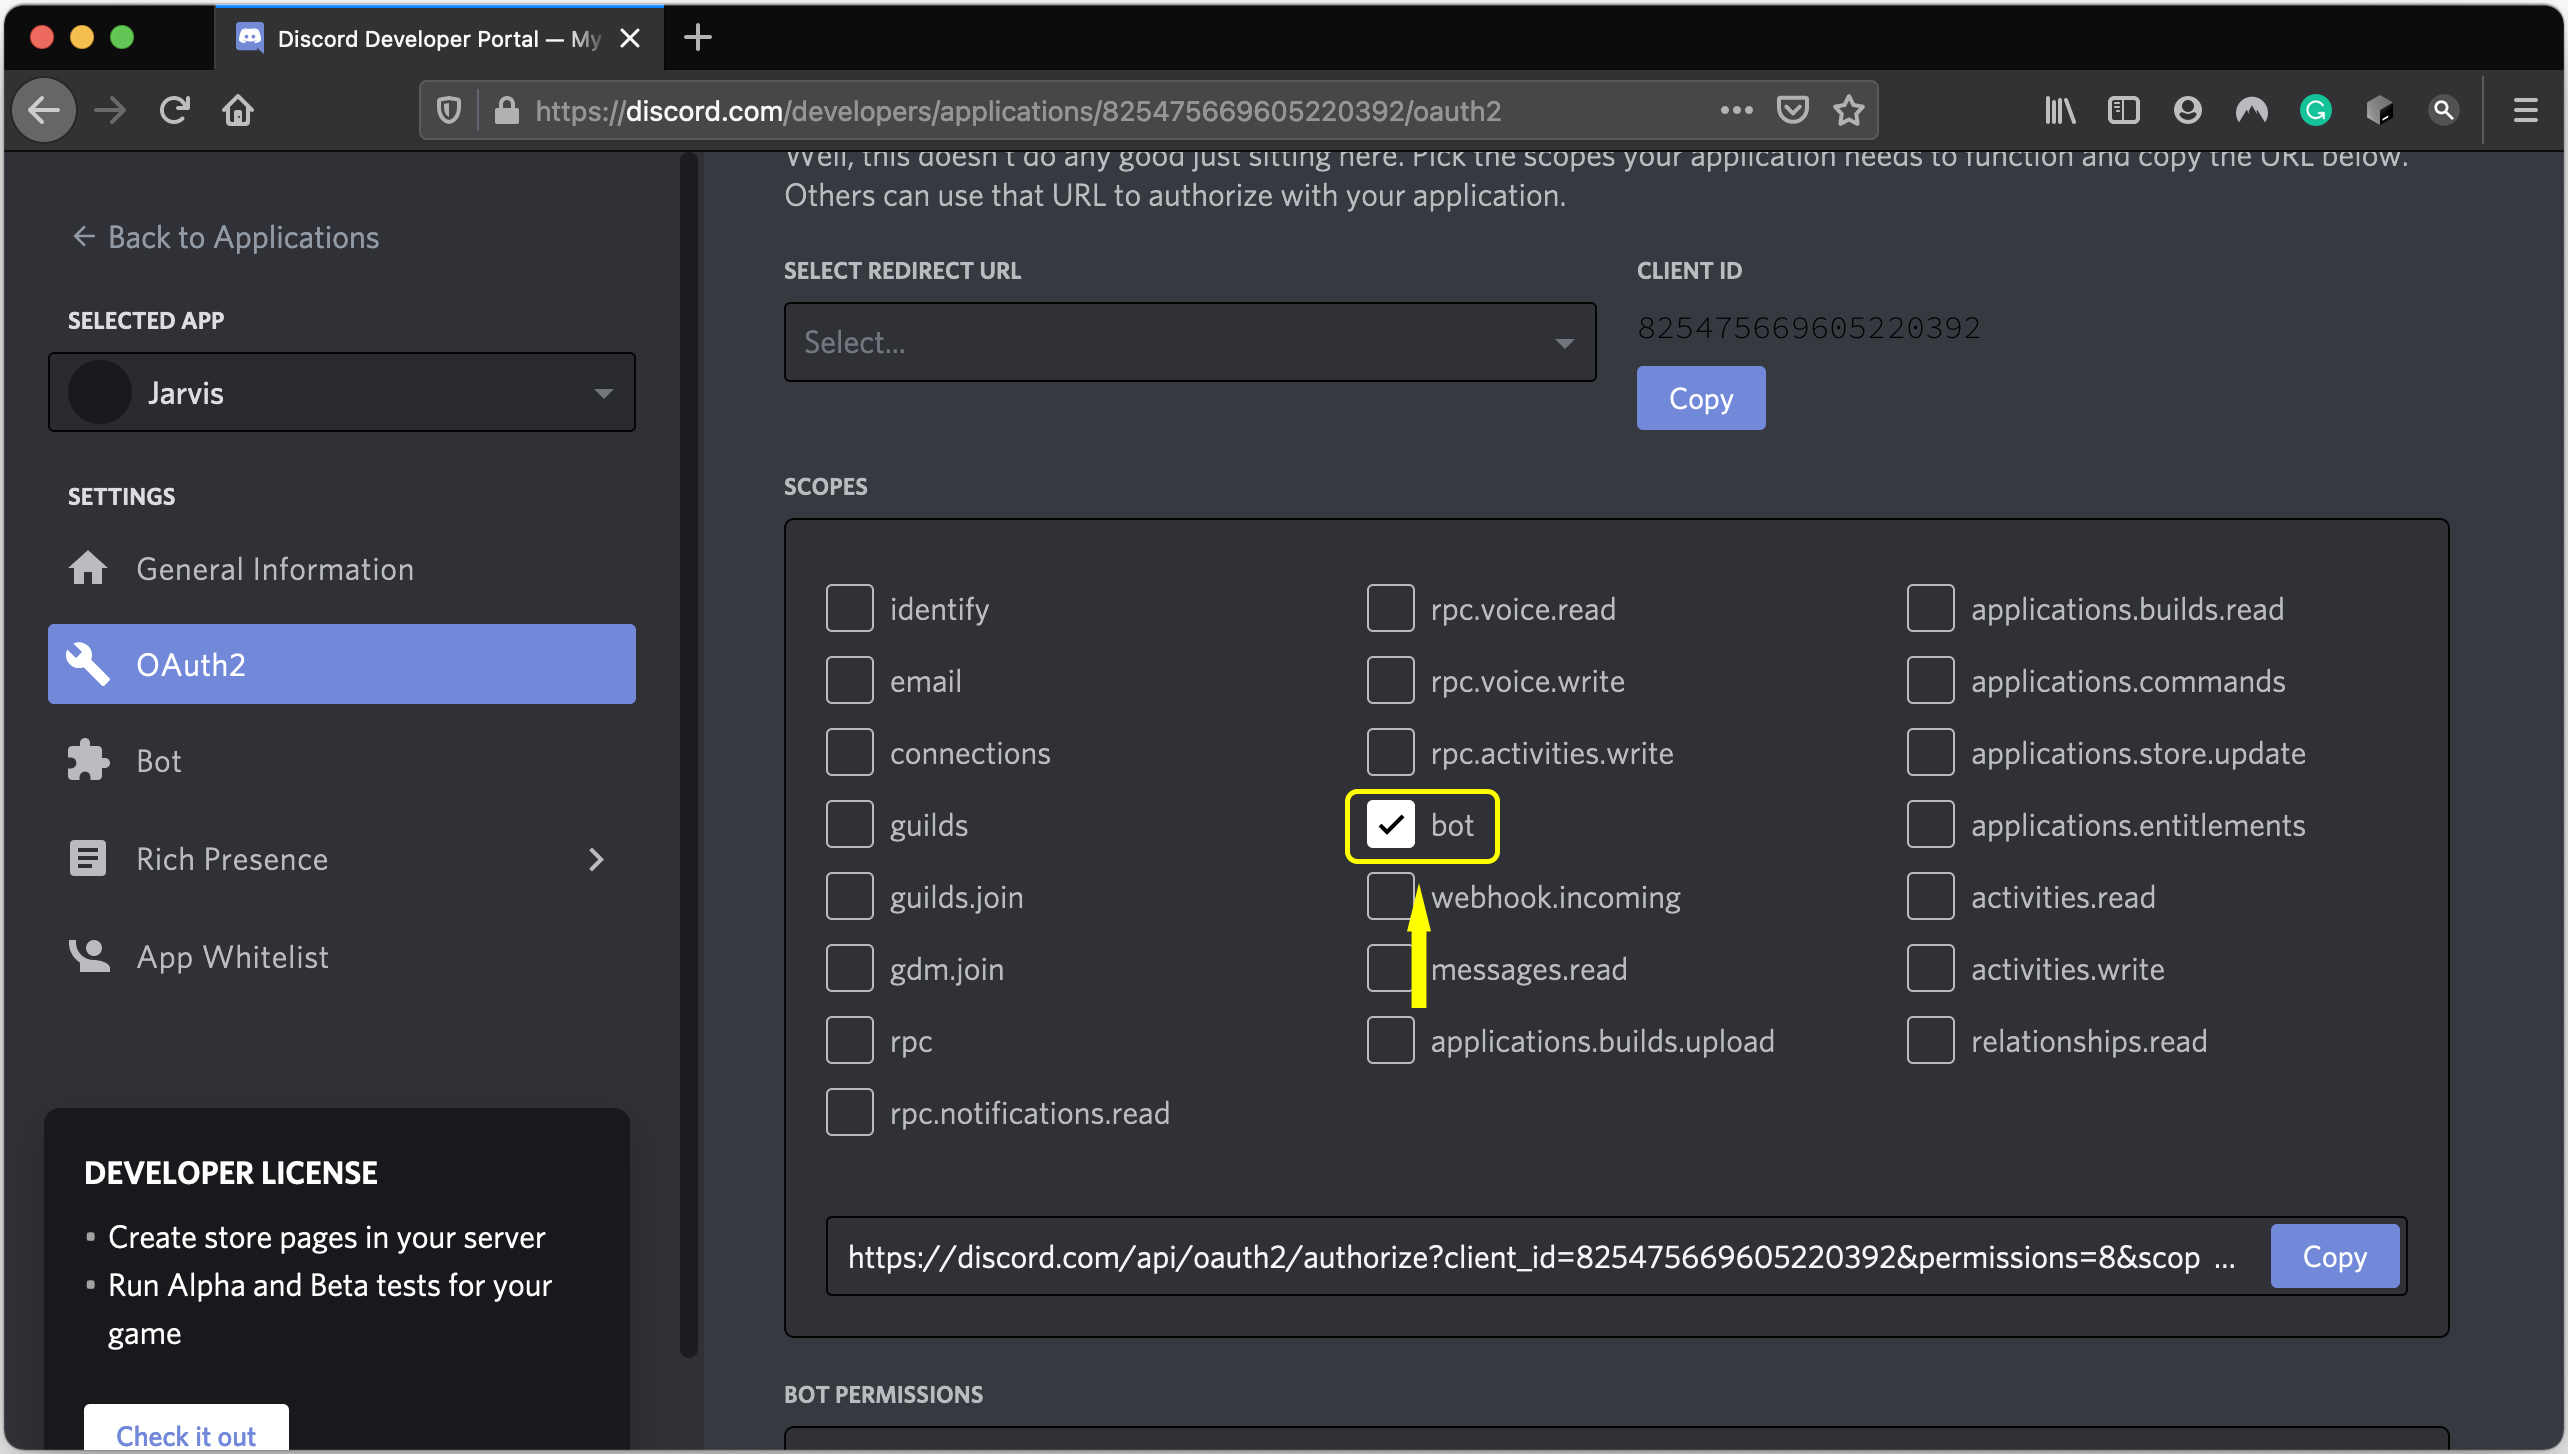 Discord Developer Portal — My
https://discord.com/developers/applications/825475669605220392/oauth2
Well, this doesn't do any good just sitting here. Pick the scopes your application needs to function and copy the URL below.
Others can use that URL to authorize with your application.
← Back to Applications
SELECTED APP
Jarvis
SETTINGS
General Information
OAuth2
Bot
Rich Presence
App Whitelist
DEVELOPER LICENSE
▪ Create store pages in your server
▪ Run Alpha and Beta tests for your
game
Check it out
SELECT REDIRECT URL
Select...
CLIENT ID
825475669605220392
Copy
SCOPES
identify
email
connections
guilds
guilds.join
gdm.join
rpc
rpc.notifications.read
rpc.voice.read
rpc.voice.write
rpc.activities.write
bot
webhook.incoming
messages.read
applications.builds.upload
applications.builds.read
applications.commands
applications.store.update
applications.entitlements
activities.read
activities.write
relationships.read
https://discord.com/api/oauth2/authorize?client_id=825475669605220392&permissions=8&scop ...
Copy
BOT PERMISSIONS